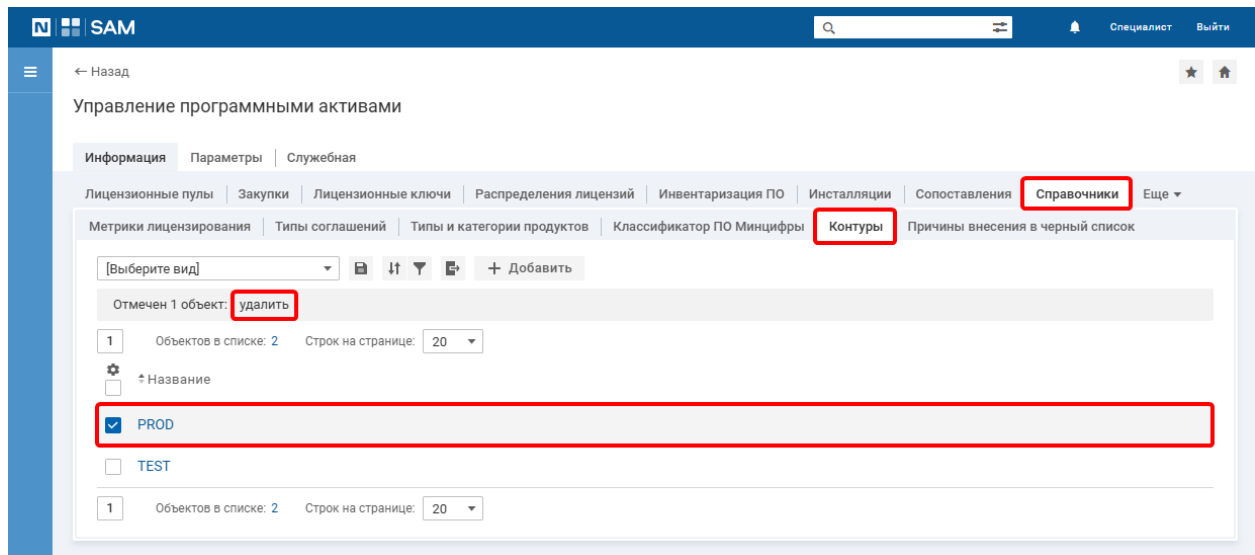 N SAM Специалист Выйти
← Назад
Управление программными активами
Информация Параметры Служебная
Лицензионные пулы Закупки Лицензионные ключи Распределения лицензий Инвентаризация ПО Инсталляции Сопоставления Справочники Еще
Метрики лицензирования Типы соглашений Типы и категории продуктов Классификатор ПО Минцифры Контуры Причины внесения в черный список
[Выберите вид] + Добавить
Отмечен 1 объект: удалить
1 Объектов в списке: 2 Строк на странице: 20
Название
PROD
TEST
1 Объектов в списке: 2 Строк на странице: 20